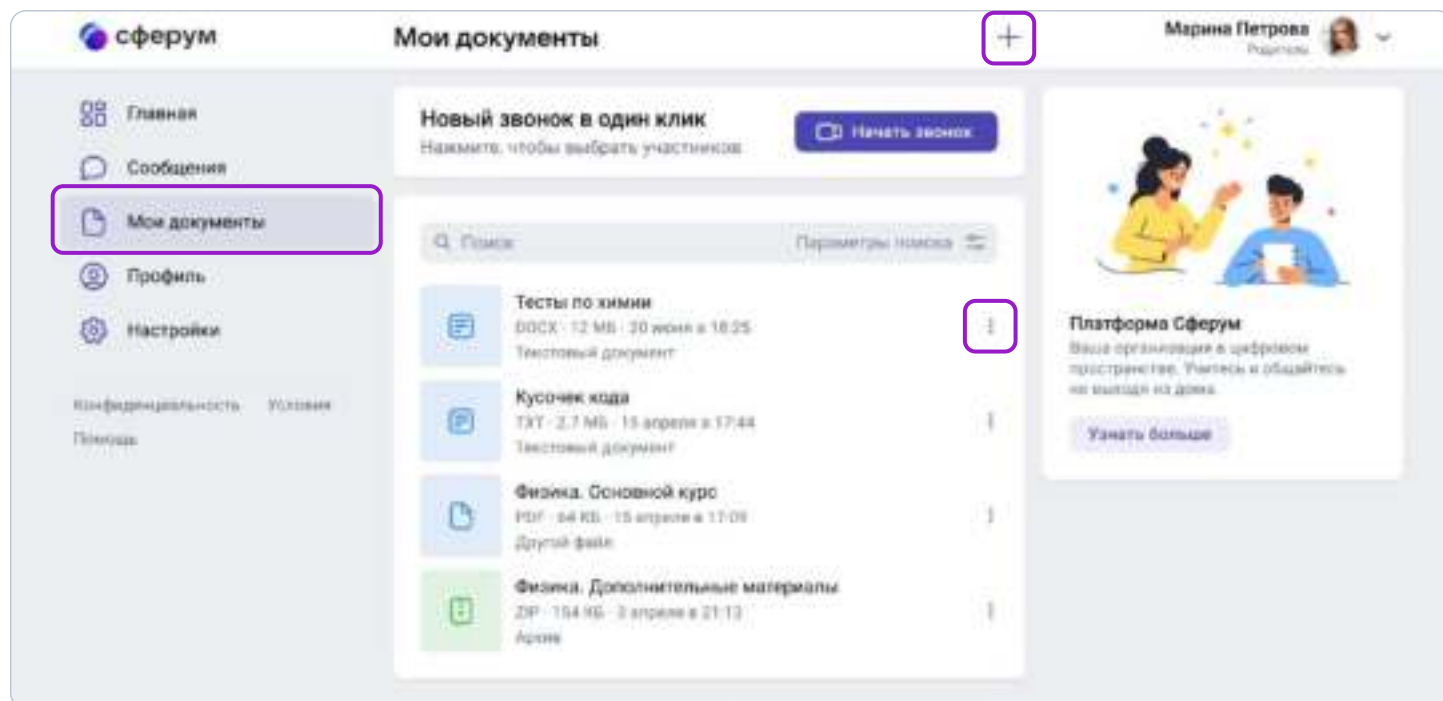 сферум
Мои документы
Марина Петрова
Родитель
Главная
Сообщения
Мои документы
Профиль
Настройки
Конфиденциальность Условия
Помощь
Новый звонок в один клик
Нажмите, чтобы выбрать участников
Начать звонок
Поиск
Параметры поиска
Тесты по химии
DOCX · 12 МБ · 20 июня в 18:25
Текстовый документ
Кусочек кода
TXT · 2.7 МБ · 15 апреля в 17:44
Текстовый документ
Физика. Основной курс
PDF · 64 КБ · 15 апреля в 17:09
Другой файл
Физика. Дополнительные материалы
ZIP · 154 КБ · 3 апреля в 21:13
Архив
Платформа Сферум
Ваша организация в цифровом
пространстве. Учитесь и общайтесь
не выходя из дома.
Узнать больше